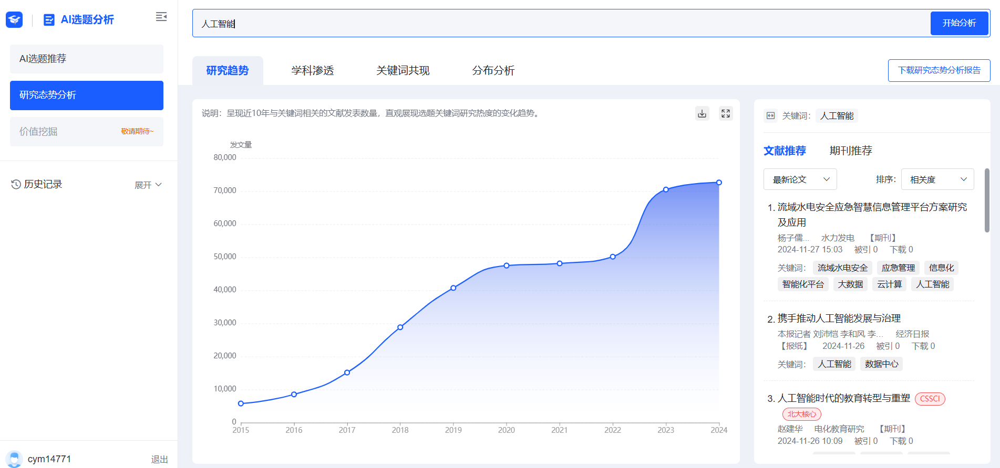 AI选题分析
AI选题推荐
研究态势分析
价值挖掘 敬请期待~
历史记录 展开
cym14771 退出
人工智能 开始分析
研究趋势 学科渗透 关键词共现 分布分析 下载研究态势分析报告
说明：呈现近10年与关键词相关的文献发表数量，直观展现选题关键词研究热度的变化趋势。
发文量
80,000
70,000
60,000
50,000
40,000
30,000
20,000
10,000
0
2015 2016 2017 2018 2019 2020 2021 2022 2023 2024
关键词： 人工智能
文献推荐 期刊推荐
最新论文 排序： 相关度
1. 流域水电安全应急智慧信息管理平台方案研究
及应用
杨子儒... 水力发电 【期刊】
2024-11-27 15:03 被引 0 下载 0
关键词： 流域水电安全 应急管理 信息化
智能化平台 大数据 云计算 人工智能
2. 携手推动人工智能发展与治理
本报记者 刘沛恺 李和风 李... 经济日报
【报纸】 2024-11-26 被引 0 下载 0
关键词： 人工智能 数据中心
3. 人工智能时代的教育转型与重塑 CSSCI
北大核心
赵建华 电化教育研究 【期刊】
2024-11-26 10:09 被引 0 下载 0